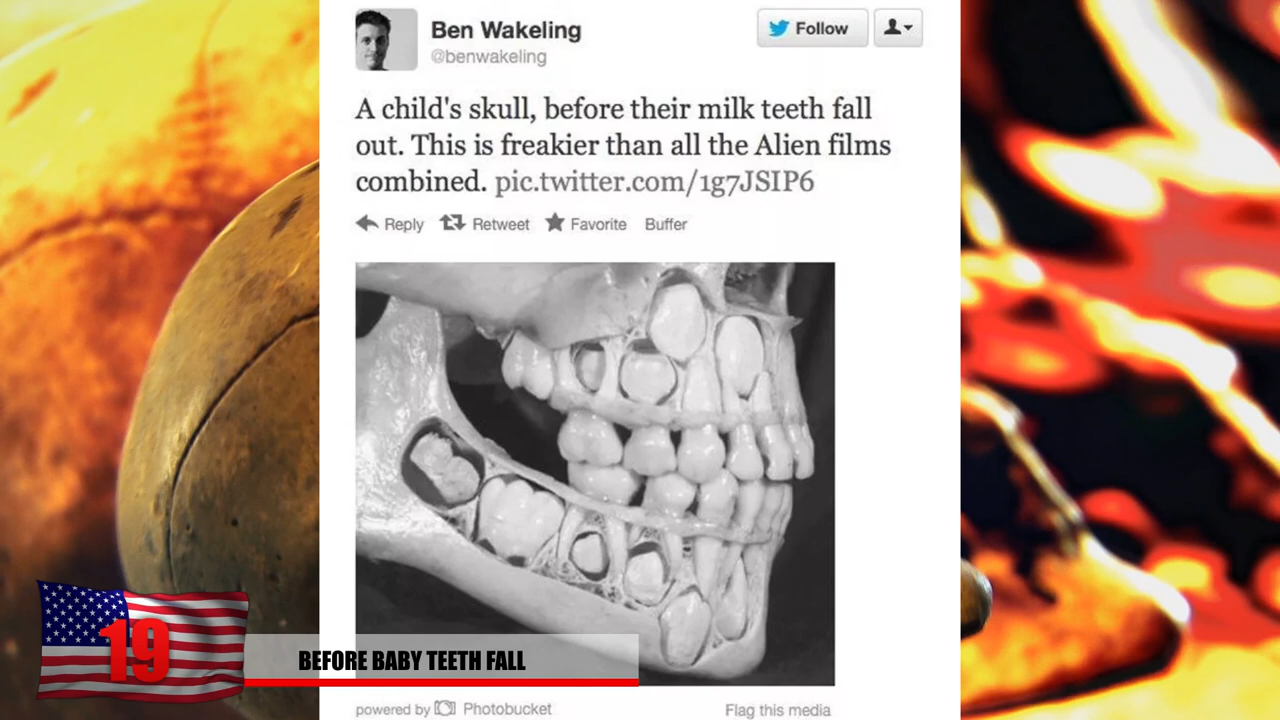 Ben Wakeling
@benwakeling
Follow
A child's skull, before their milk teeth fall
out. This is freakier than all the Alien films
combined. pic.twitter.com/1g7JSIP6
Reply Retweet Favorite Buffer
19
BEFORE BABY TEETH FALL
powered by Photobucket
Flag this media